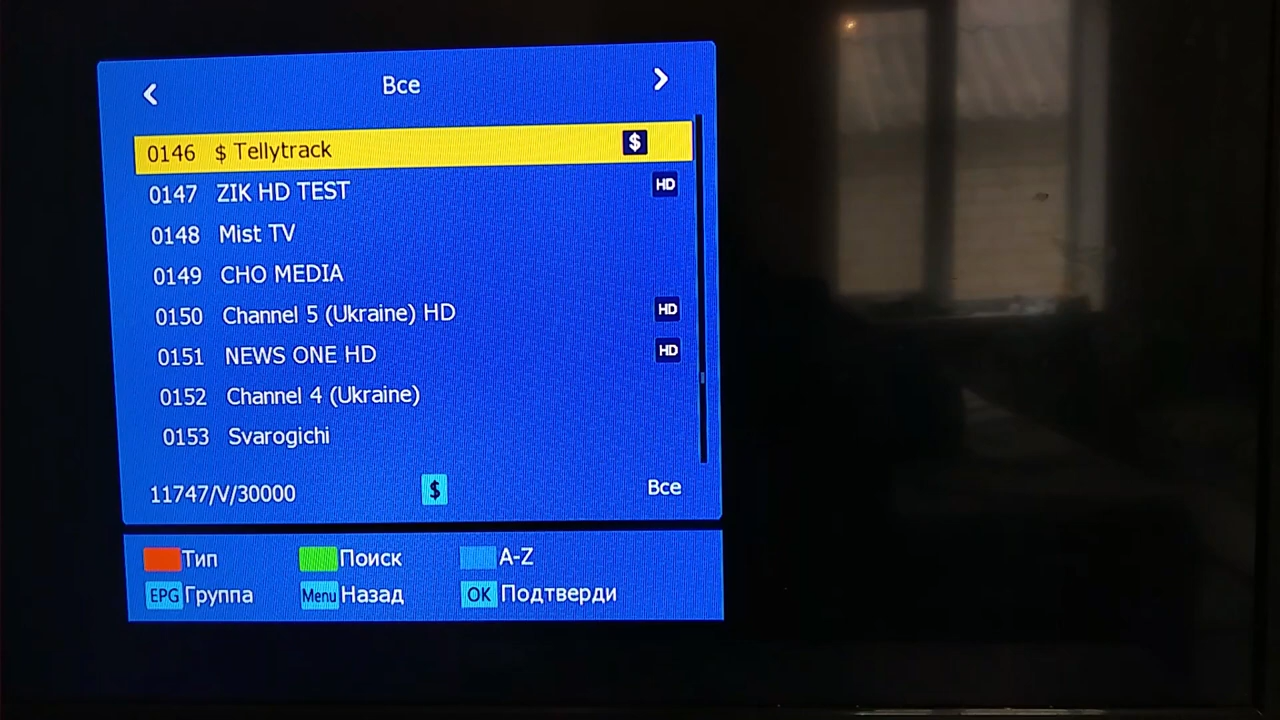 Все
0146 $ Tellytrack $
0147 ZIK HD TEST HD
0148 Mist TV
0149 CHO MEDIA
0150 Channel 5 (Ukraine) HD HD
0151 NEWS ONE HD HD
0152 Channel 4 (Ukraine)
0153 Svarogichi
11747/V/30000 $ Все
Тип Поиск A-Z
EPG Группа Menu Назад OK Подтверди